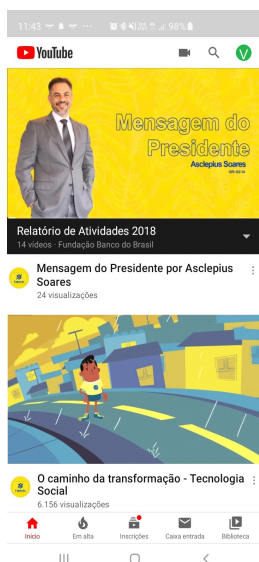 11:43
98%
YouTube
V
Mensagem do
Presidente
Asclepius Soares
Relatório de Atividades 2018
14 vídeos · Fundação Banco do Brasil
Mensagem do Presidente por Asclepius
Soares
24 visualizações
O caminho da transformação - Tecnologia
Social
6.156 visualizações
Início
Em alta
Inscrições
Caixa entrada
Biblioteca